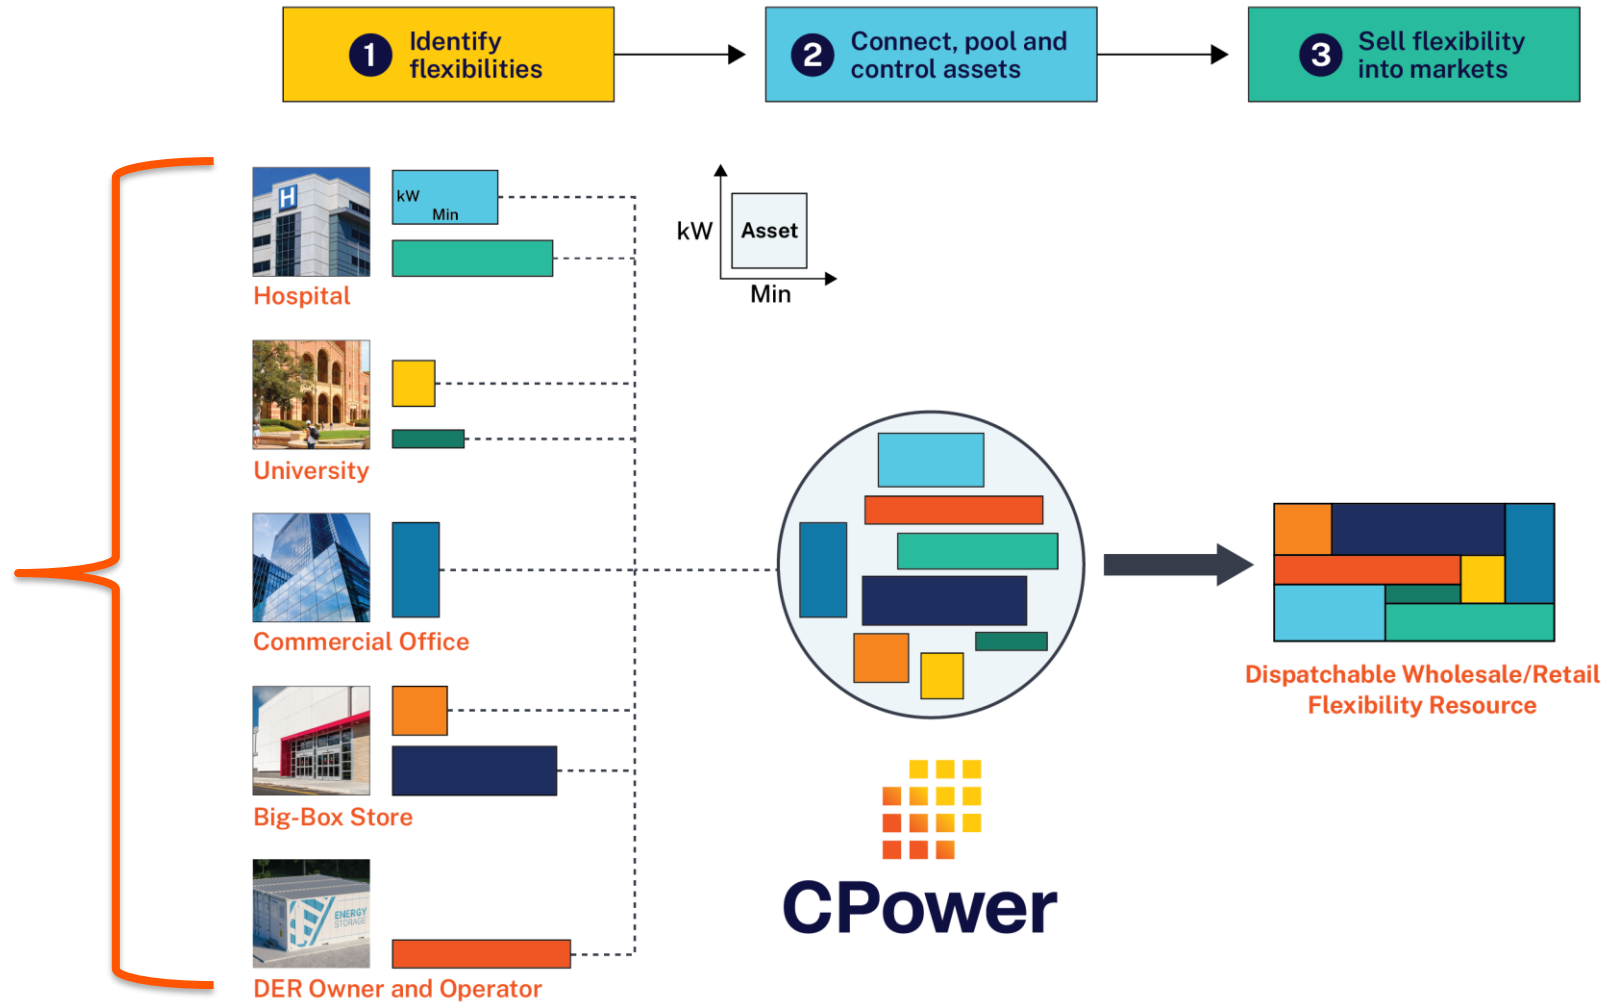 1 Identify
flexibilities
2 Connect, pool and
control assets
3 Sell flexibility
into markets
H
kW
Min
Hospital
kW
Asset
Min
University
Commercial Office
Big-Box Store
ENERGY
STORAGE
DER Owner and Operator
CPower
Dispatchable Wholesale/Retail
Flexibility Resource